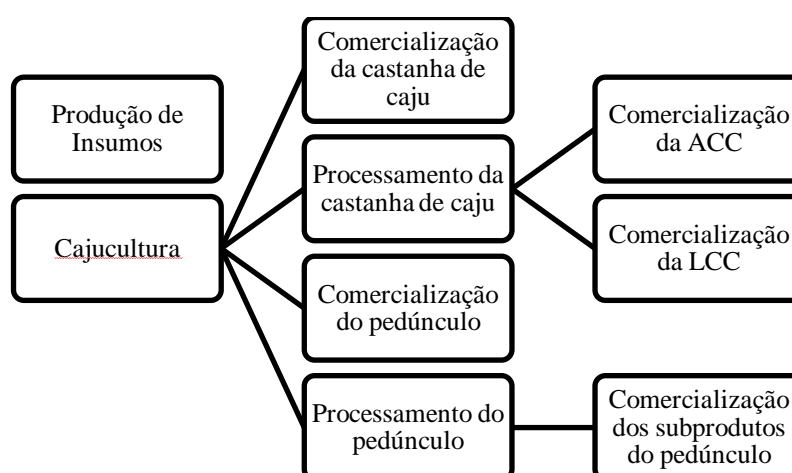 Produção de
Insumos
Cajucultura
Comercialização
da castanha de
caju
Processamento da
castanha de caju
Comercialização
do pedúnculo
Processamento do
pedúnculo
Comercialização
da ACC
Comercialização
da LCC
Comercialização
dos subprodutos
do pedúnculo